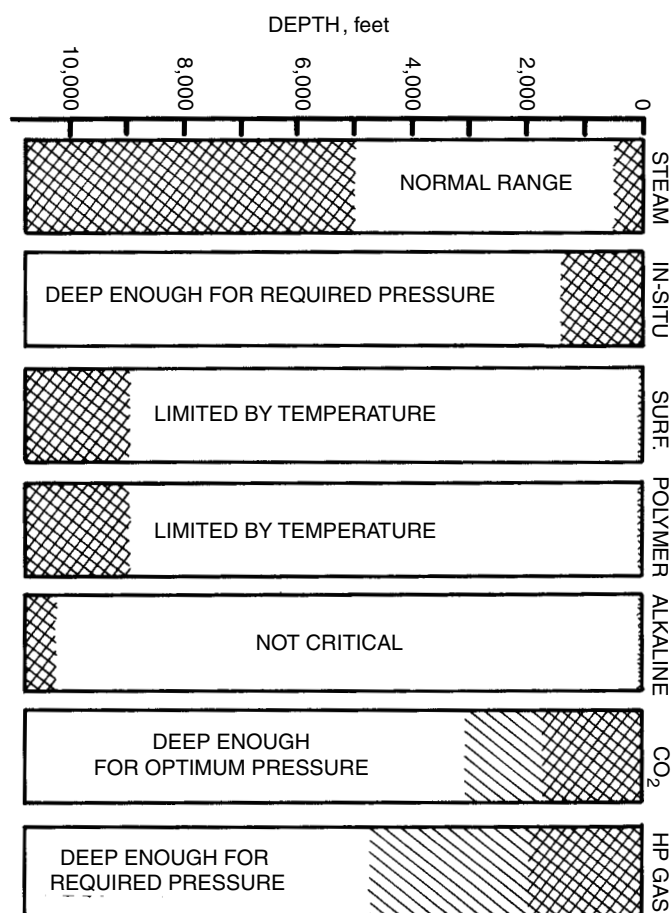 DEPTH, feet
10,000
8,000
6,000
4,000
2,000
0
STEAM
NORMAL RANGE
IN-SITU
DEEP ENOUGH FOR REQUIRED PRESSURE
SURF.
LIMITED BY TEMPERATURE
POLYMER
LIMITED BY TEMPERATURE
ALKALINE
NOT CRITICAL
CO₂
DEEP ENOUGH
FOR OPTIMUM PRESSURE
HP GAS
DEEP ENOUGH FOR
REQUIRED PRESSURE